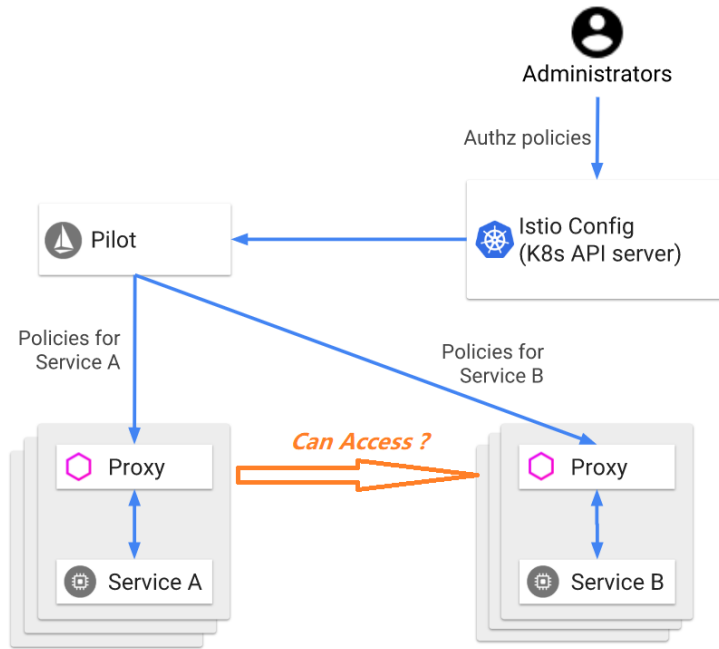 Administrators
Authz policies
Istio Config
(K8s API server)
Pilot
Policies for
Service A
Policies for
Service B
Can Access ?
Proxy
Proxy
Service A
Service B